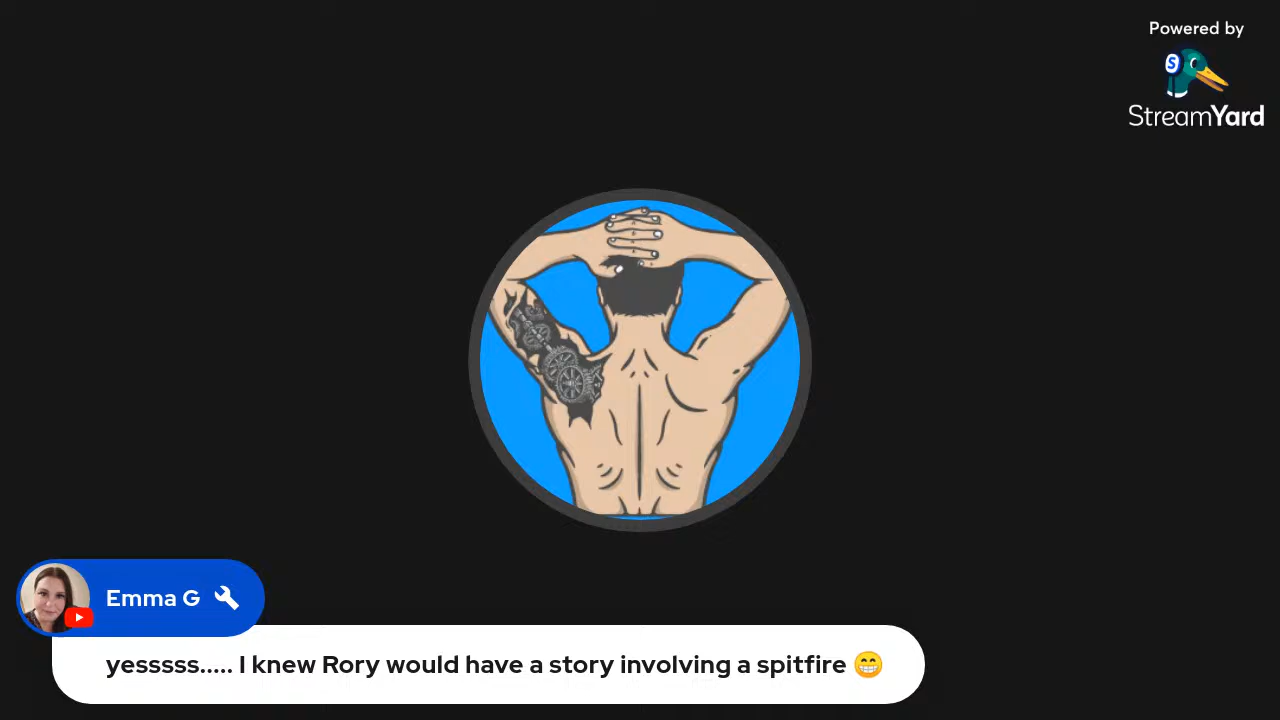 Powered by
StreamYard
Emma G
yesssss..... I knew Rory would have a story involving a spitfire 😁